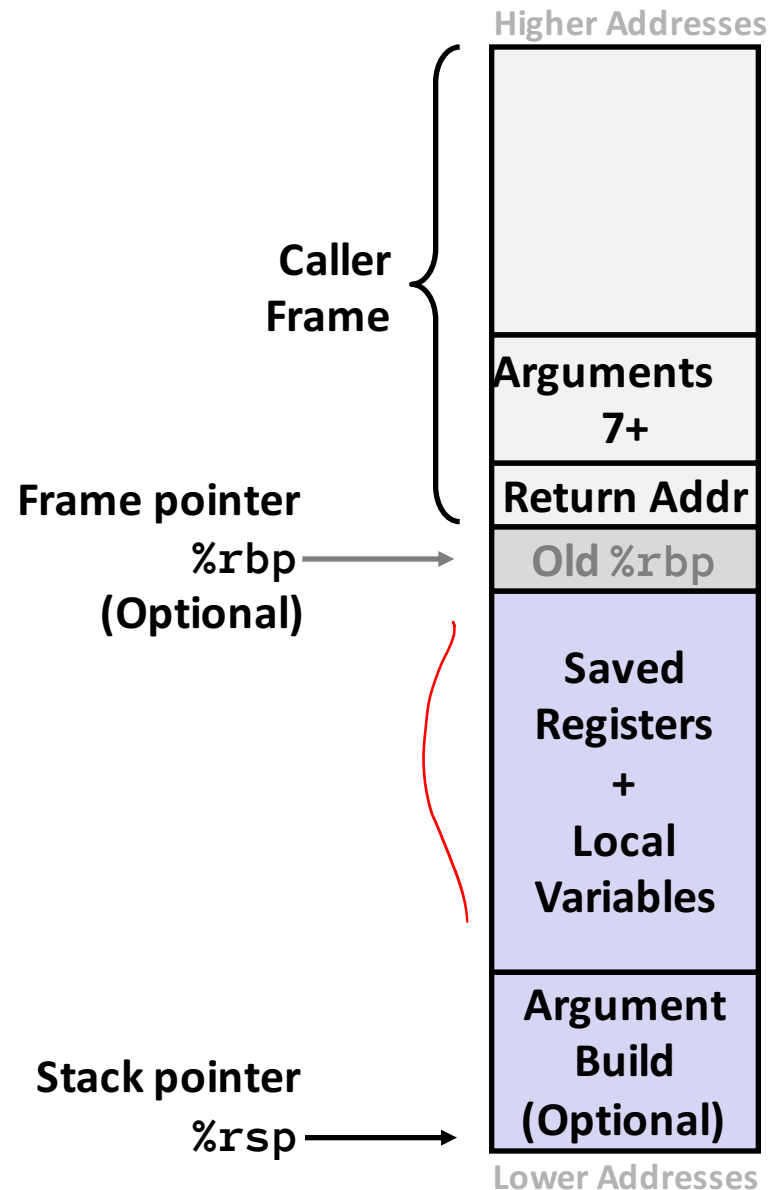 Higher Addresses
Caller
Frame
Arguments
7+
Return Addr
Frame pointer
%rbp
(Optional)
Old %rbp
Saved
Registers
+
Local
Variables
Argument
Build
(Optional)
Stack pointer
%rsp
Lower Addresses